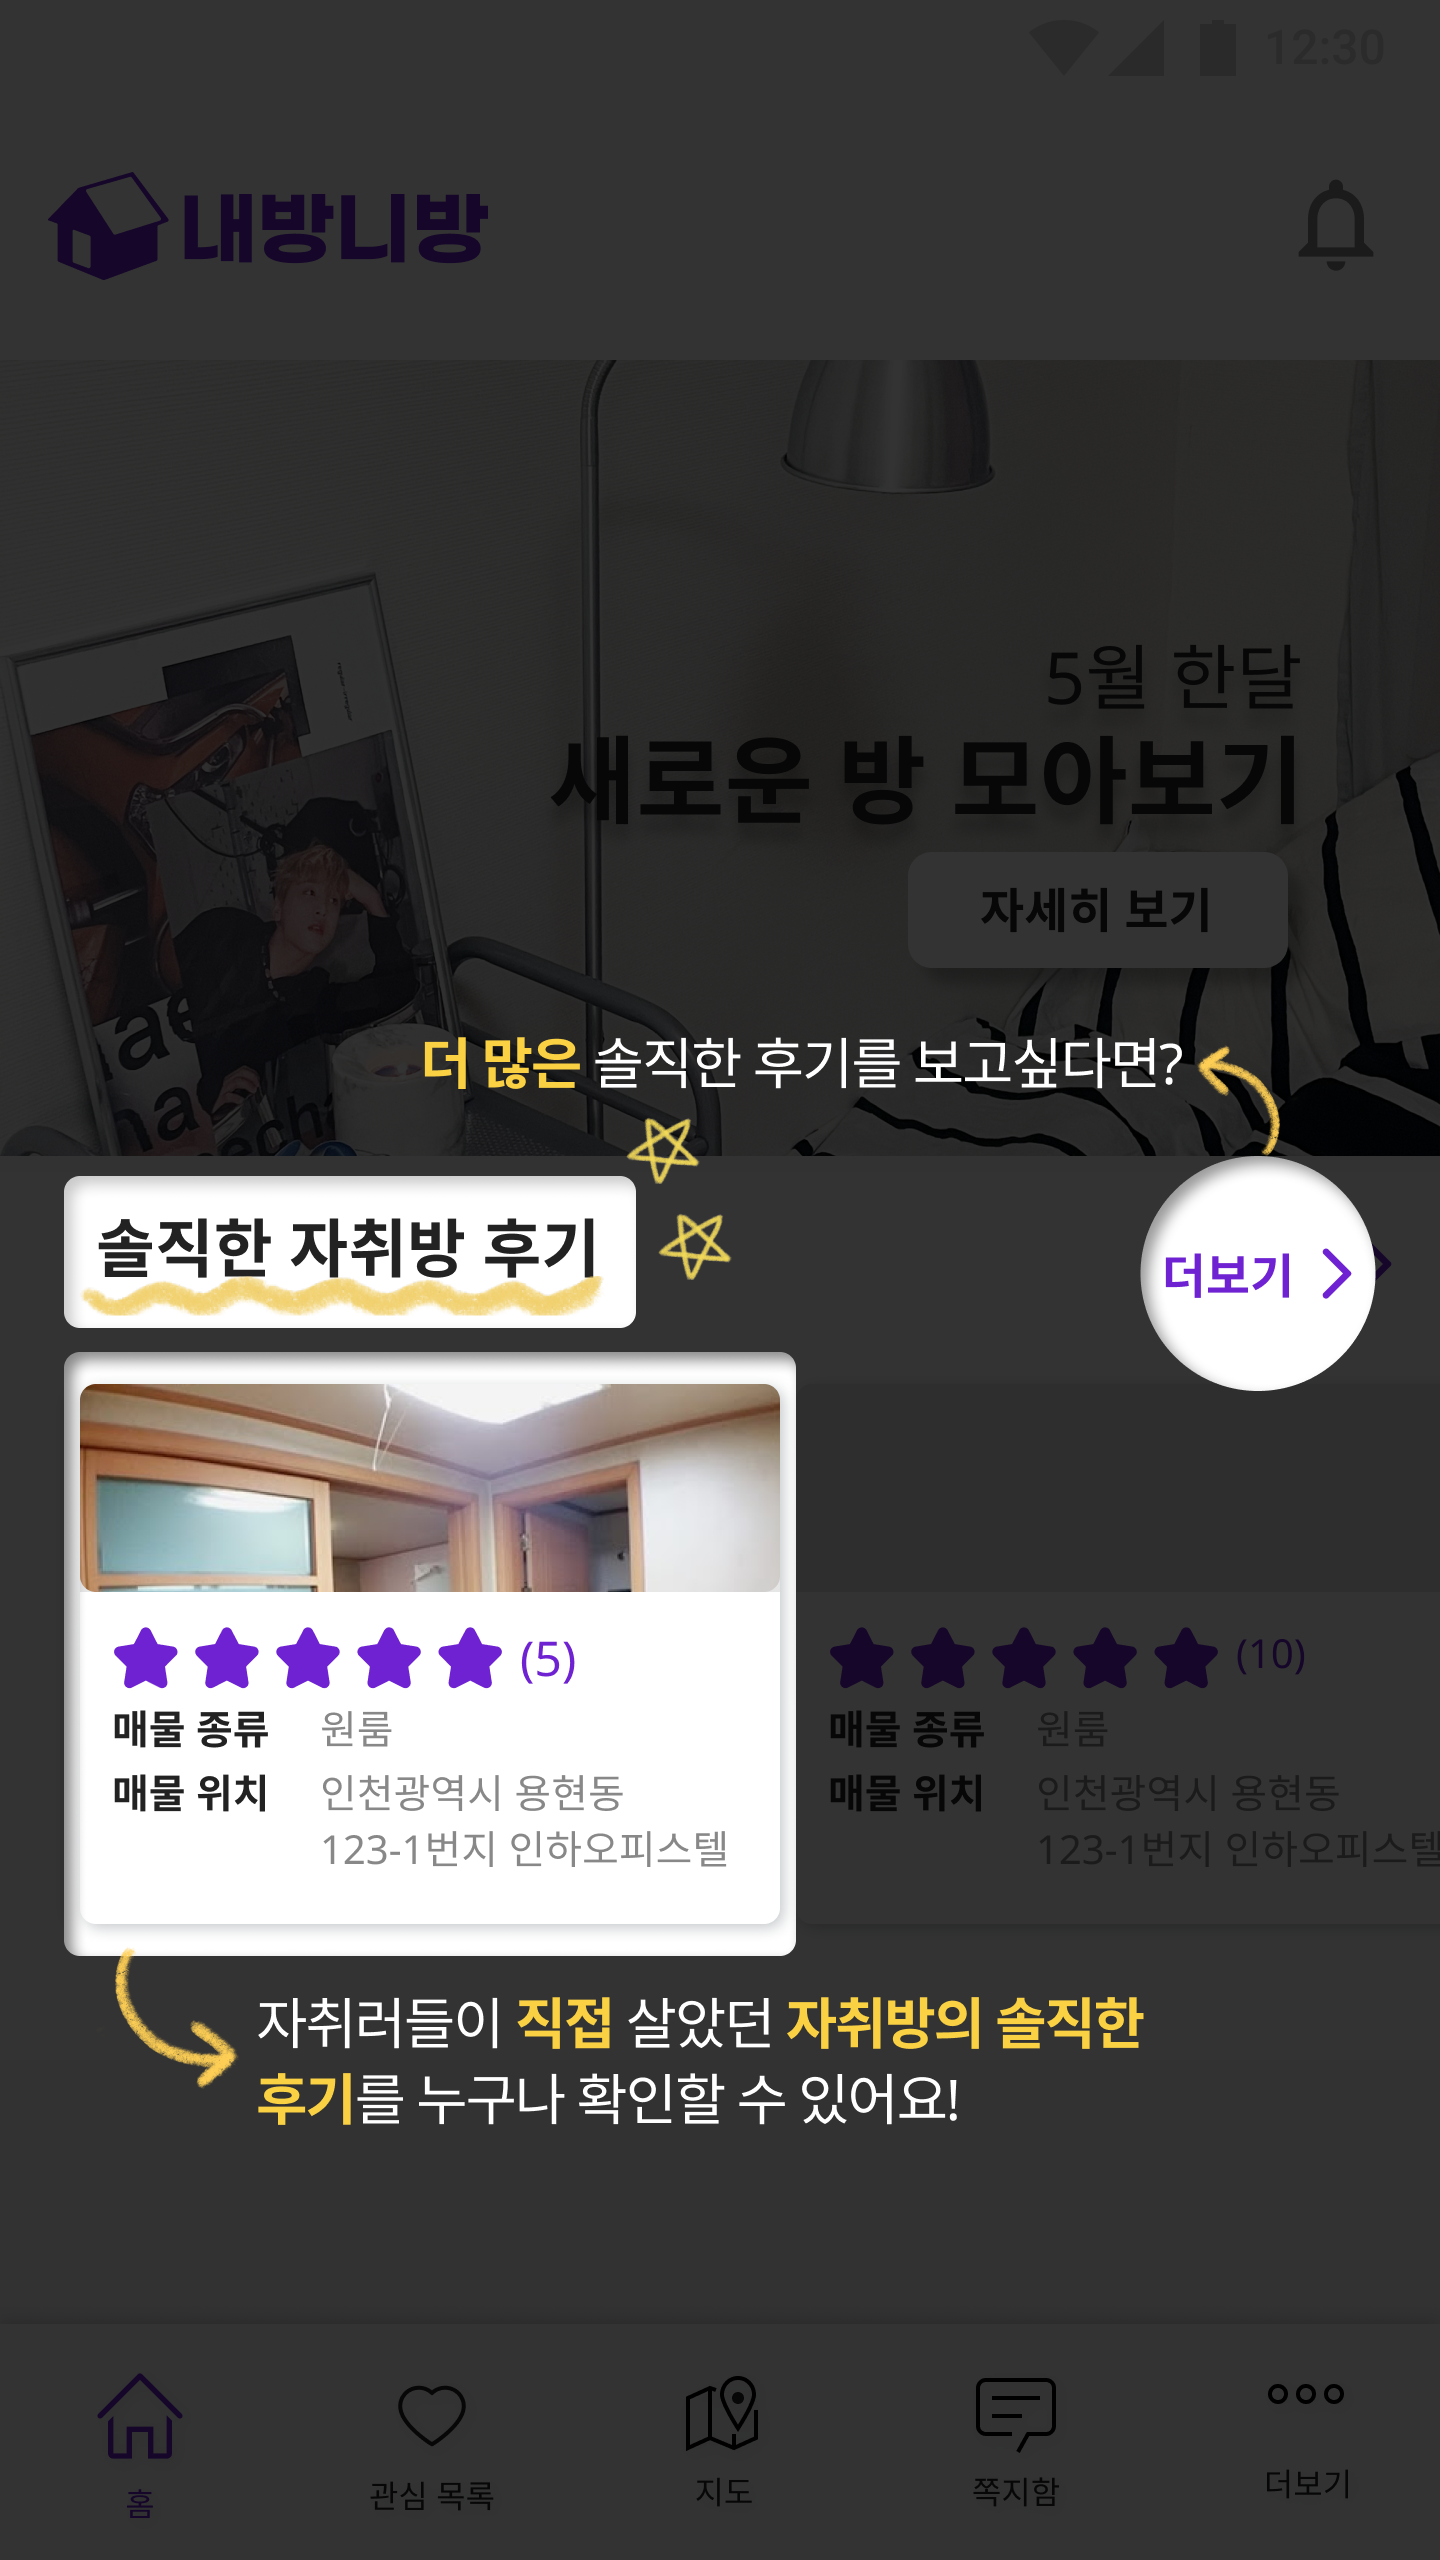 12:30
내방니방
5월 한달
새로운 방 모아보기
자세히 보기
더 많은 솔직한 후기를 보고싶다면?
솔직한 자취방 후기
더보기
(5)
매물 종류 원룸
매물 위치 인천광역시 용현동
123-1번지 인하오피스텔
(10)
매물 종류 원룸
매물 위치 인천광역시 용현동
123-1번지 인하오피스텔
자취러들이 직접 살았던 자취방의 솔직한
후기를 누구나 확인할 수 있어요!
홈
관심 목록
지도
쪽지함
더보기